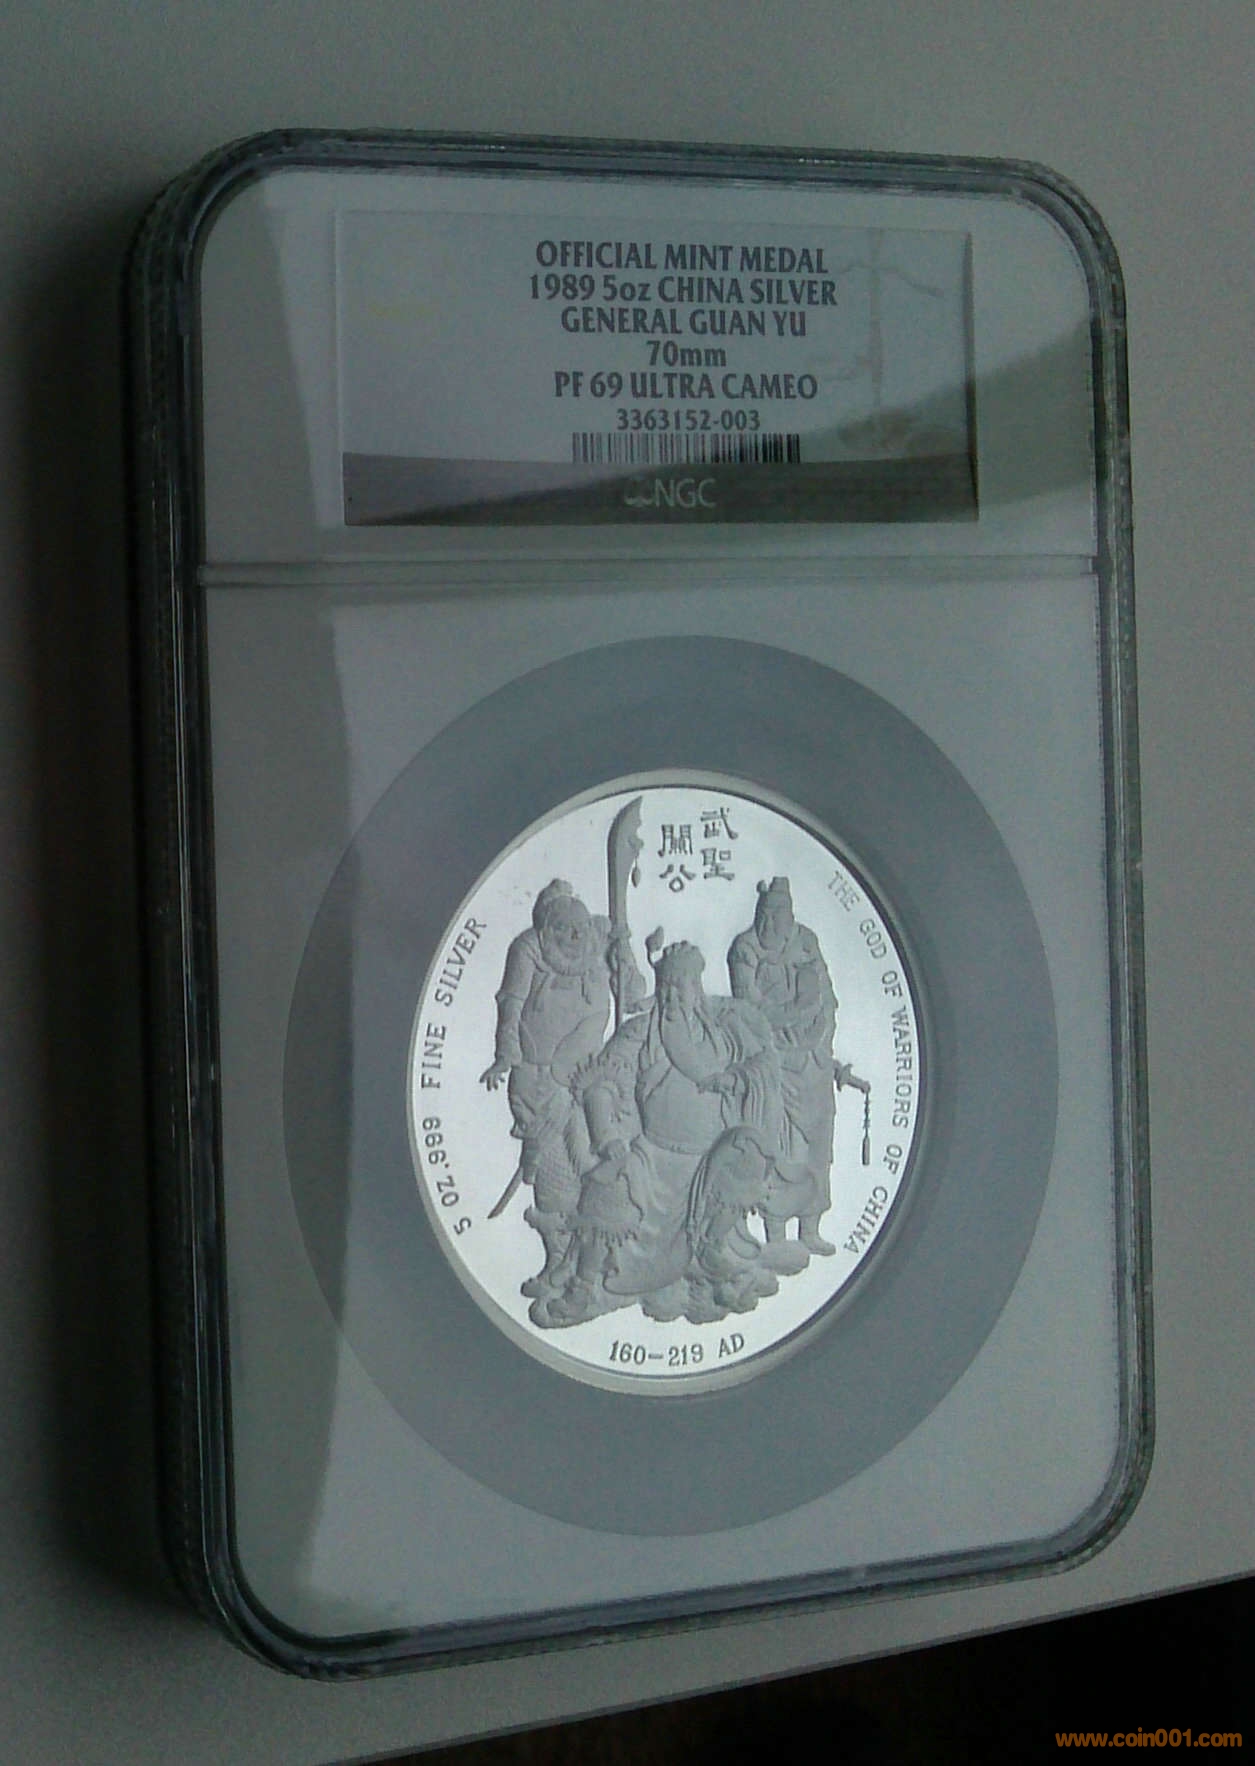 OFFICIAL MINT MEDAL
1989 5oz CHINA SILVER
GENERAL GUAN YU
70mm
PF 69 ULTRA CAMEO
3363152-003
NGC
武聖
關公
5 OZ.999 FINE SILVER
THE GOD OF WARRIORS OF CHINA
160-219 AD
www.coin001.com